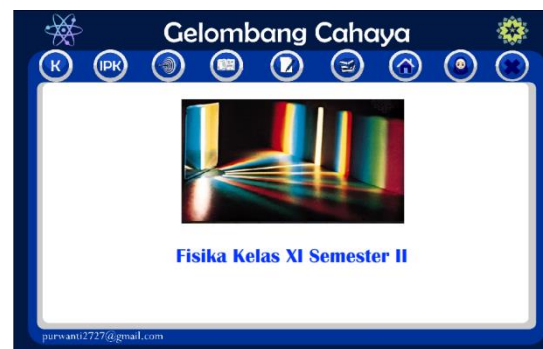 Gelombang Cahaya
K
IPK
Fisika Kelas XI Semester II
purwanti2727@gmail.com